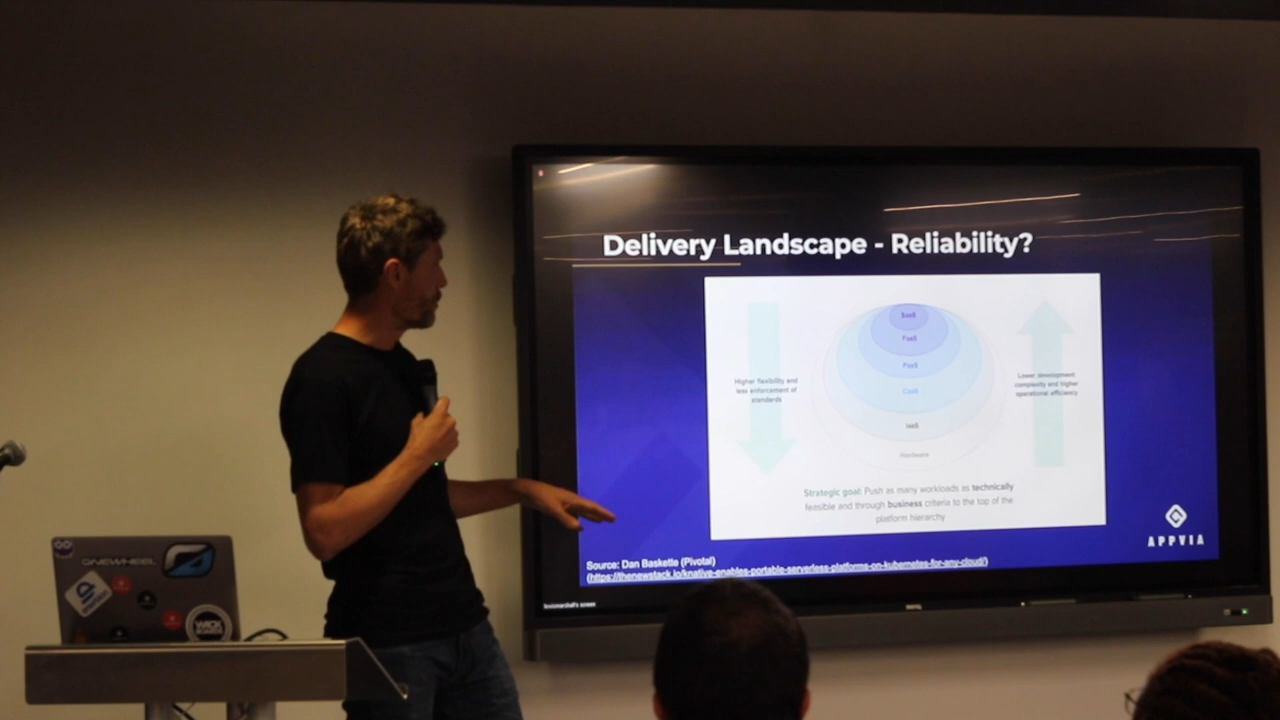 Delivery Landscape - Reliability?
SaaS
FaaS
PaaS
CaaS
IaaS
Hardware
Higher flexibility and
less enforcement of
standards
Lower development
complexity and higher
operational efficiency
Strategic goal: Push as many workloads as technically
feasible and through business criteria to the top of the
platform hierarchy
APPVIA
Source: Dan Baskette (Pivotal)
(https://thenewstack.io/knative-enables-portable-serverless-platforms-on-kubernetes-for-any-cloud/)
BenQ
ONEWHEEL